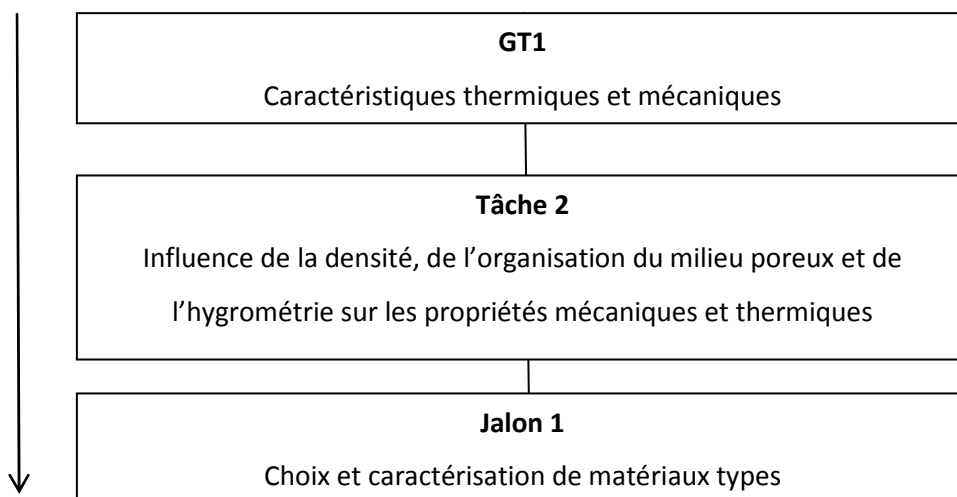 GT1
Caractéristiques thermiques et mécaniques
Tâche 2
Influence de la densité, de l’organisation du milieu poreux et de
l’hygrométrie sur les propriétés mécaniques et thermiques
Jalon 1
Choix et caractérisation de matériaux types